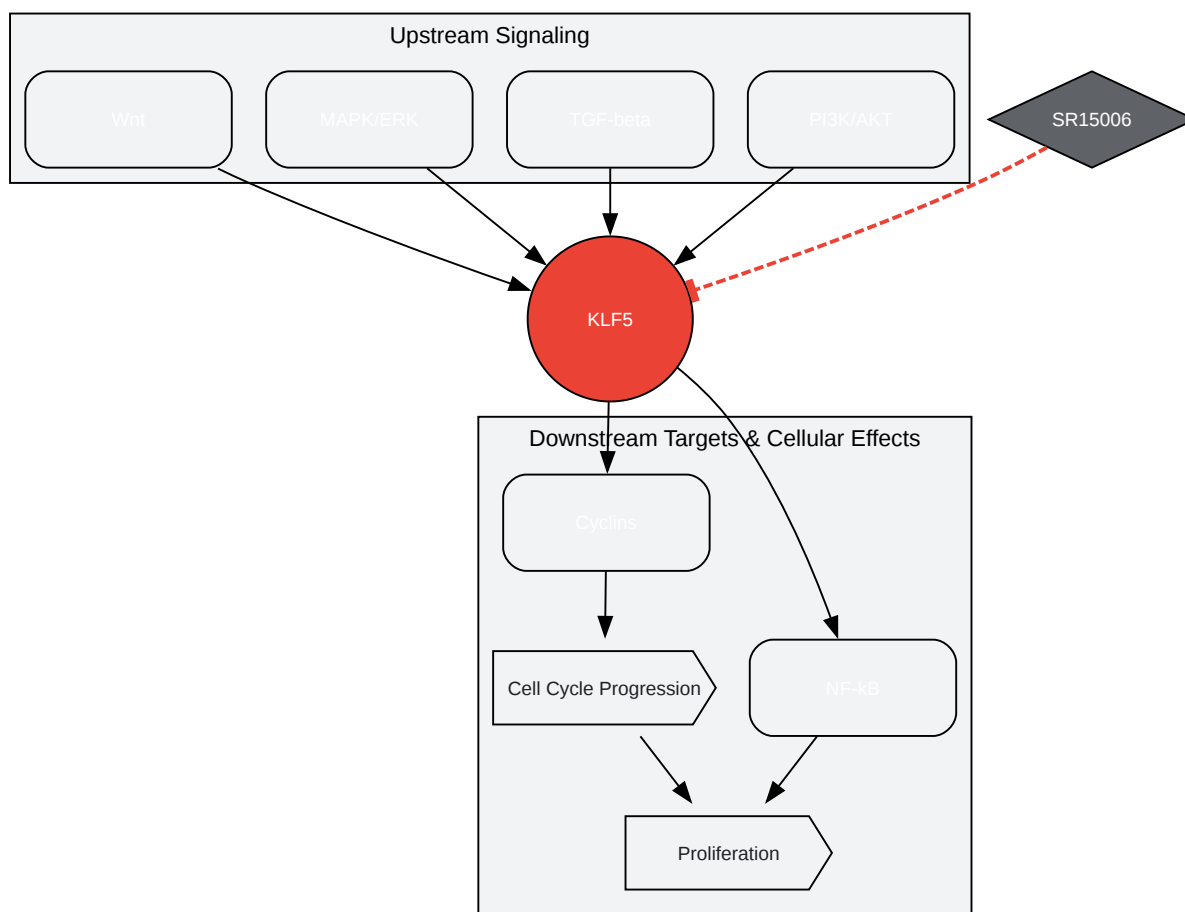 Upstream Signaling
Wnt
MAPK/ERK
TGF-beta
PI3K/AKT
SR15006
KLF5
Downstream Targets & Cellular Effects
Cyclins
Cell Cycle Progression
NF-kB
Proliferation